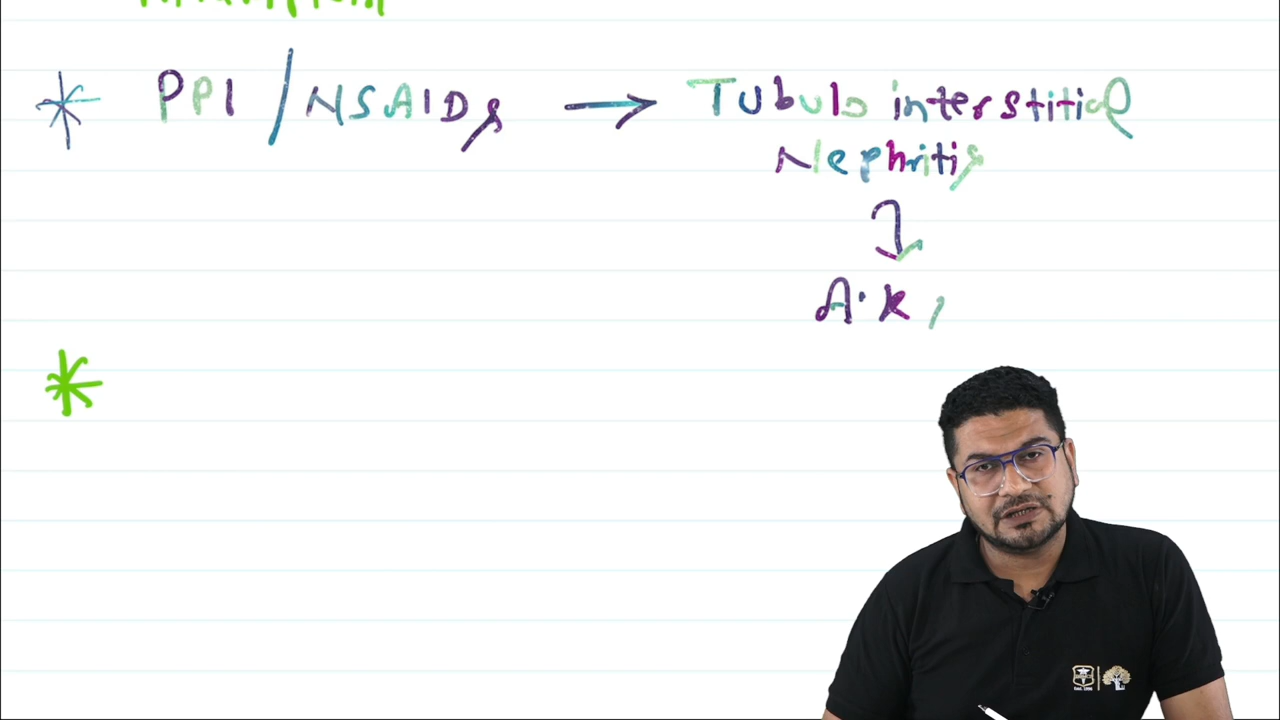 * PPI / NSAIDs → Tubulo interstitial
Nephritis
A.K.
*